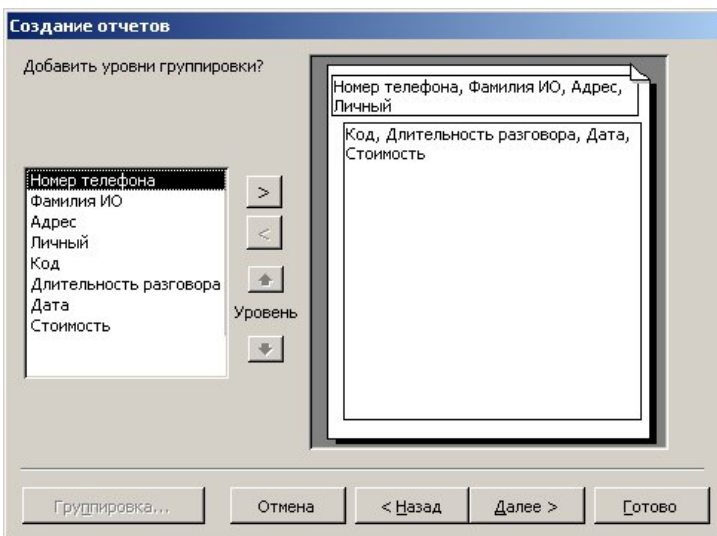 Создание отчетов
Добавить уровни группировки?
Номер телефона
Фамилия ИО
Адрес
Личный
Код
Длительность разговора
Дата
Стоимость
>
<
Уровень
Номер телефона, Фамилия ИО, Адрес,
Личный
Код, Длительность разговора, Дата,
Стоимость
Группировка...
Отмена
< Назад
Далее >
Готово